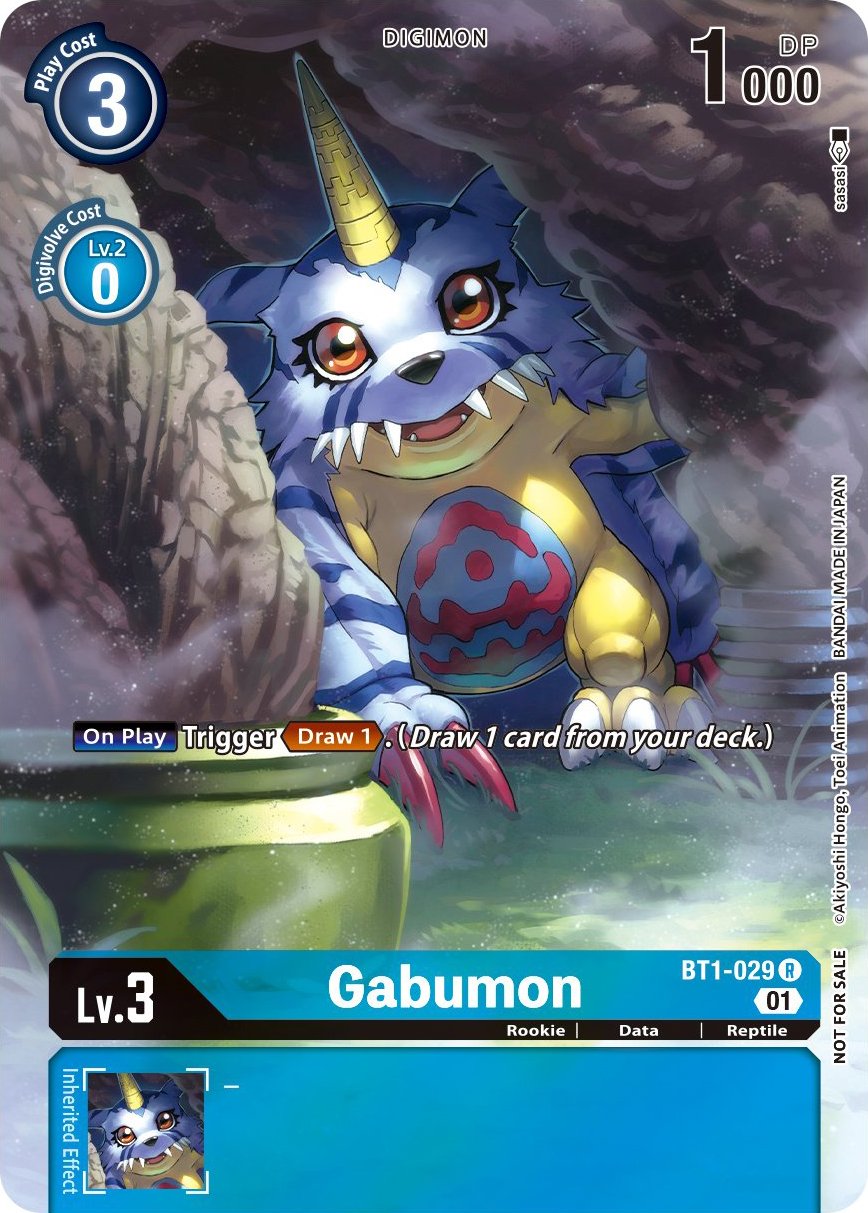 DIGIMON
Play Cost
3
1000
DP
sasasi
Digivolve Cost
Lv.2
0
On Play Trigger Draw 1. (Draw 1 card from your deck.)
©Akiyoshi Hongo, Toei Animation BANDAI MADE IN JAPAN
NOT FOR SALE
Lv.3
Gabumon
BT1-029 R
01
Rookie | Data | Reptile
Inherited Effect
–